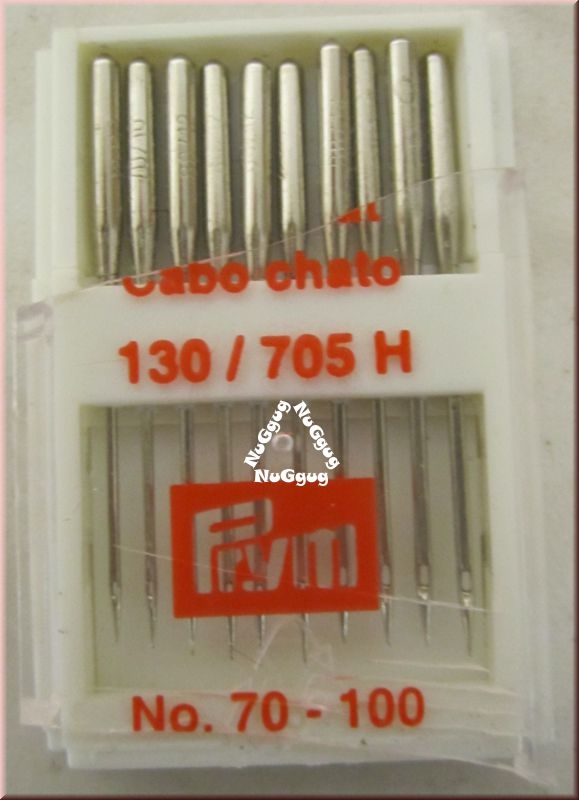 Cabo chato
130 / 705 H
NuGgug NuGgug
NuGgug
Prym
No. 70 - 100